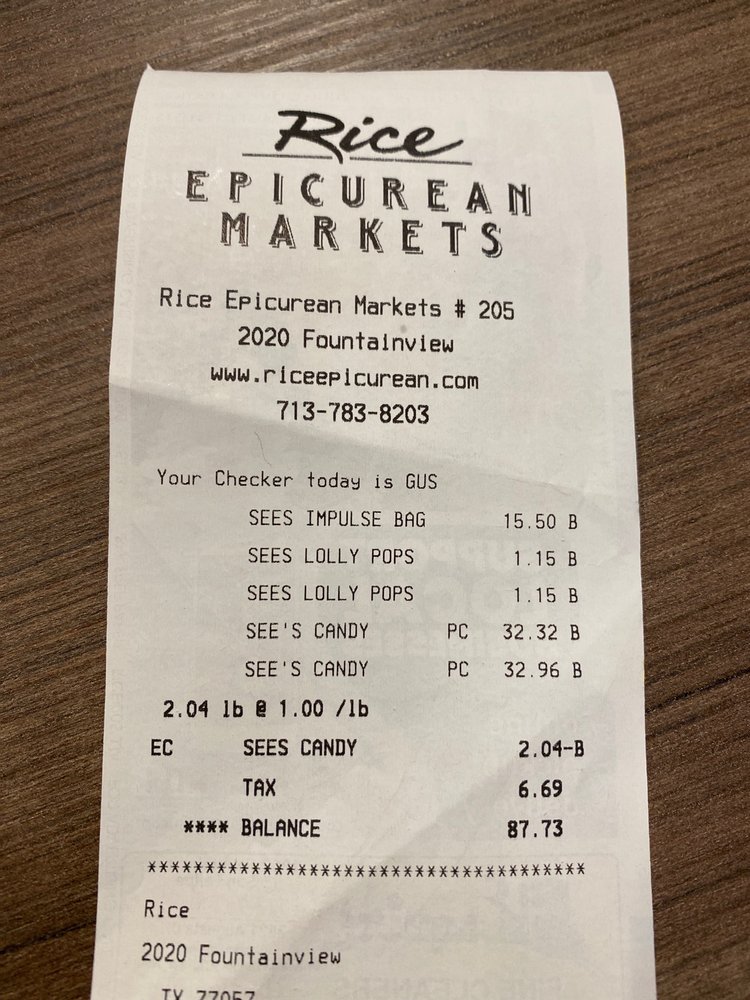 Rice
EPICUREAN
MARKETS
Rice Epicurean Markets # 205
2020 Fountainview
www.riceepicurean.com
713-783-8203
Your Checker today is GUS
SEES IMPULSE BAG 15.50 B
SEES LOLLY POPS 1.15 B
SEES LOLLY POPS 1.15 B
SEE'S CANDY PC 32.32 B
SEE'S CANDY PC 32.96 B
2.04 lb @ 1.00 /lb
EC SEES CANDY 2.04-B
TAX 6.69
**** BALANCE 87.73
**************************************
Rice
2020 Fountainview
TX 77057